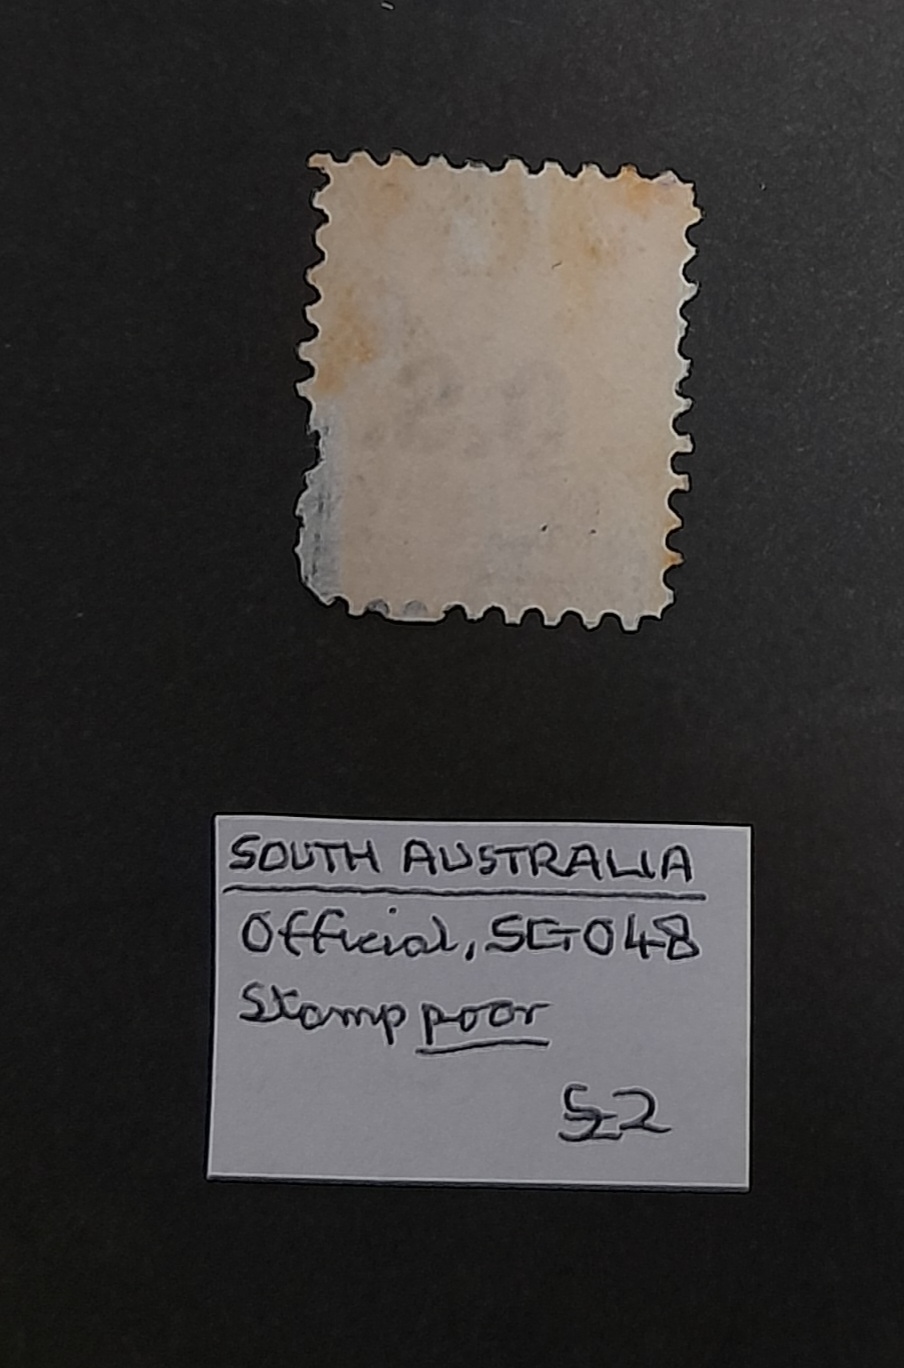 SOUTH AUSTRALIA
Official, SG O48
Stamp poor
£2